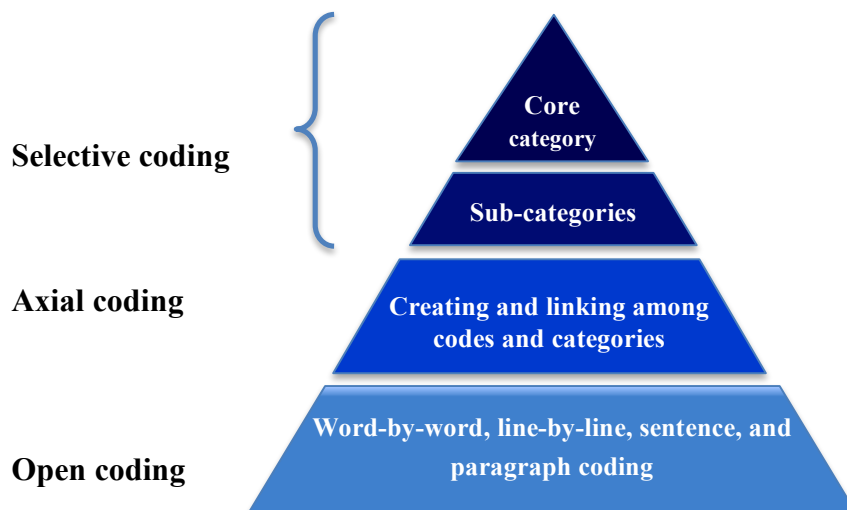 Core
category
Selective coding
Sub-categories
Axial coding
Creating and linking among
codes and categories
Word-by-word, line-by-line, sentence, and
paragraph coding
Open coding